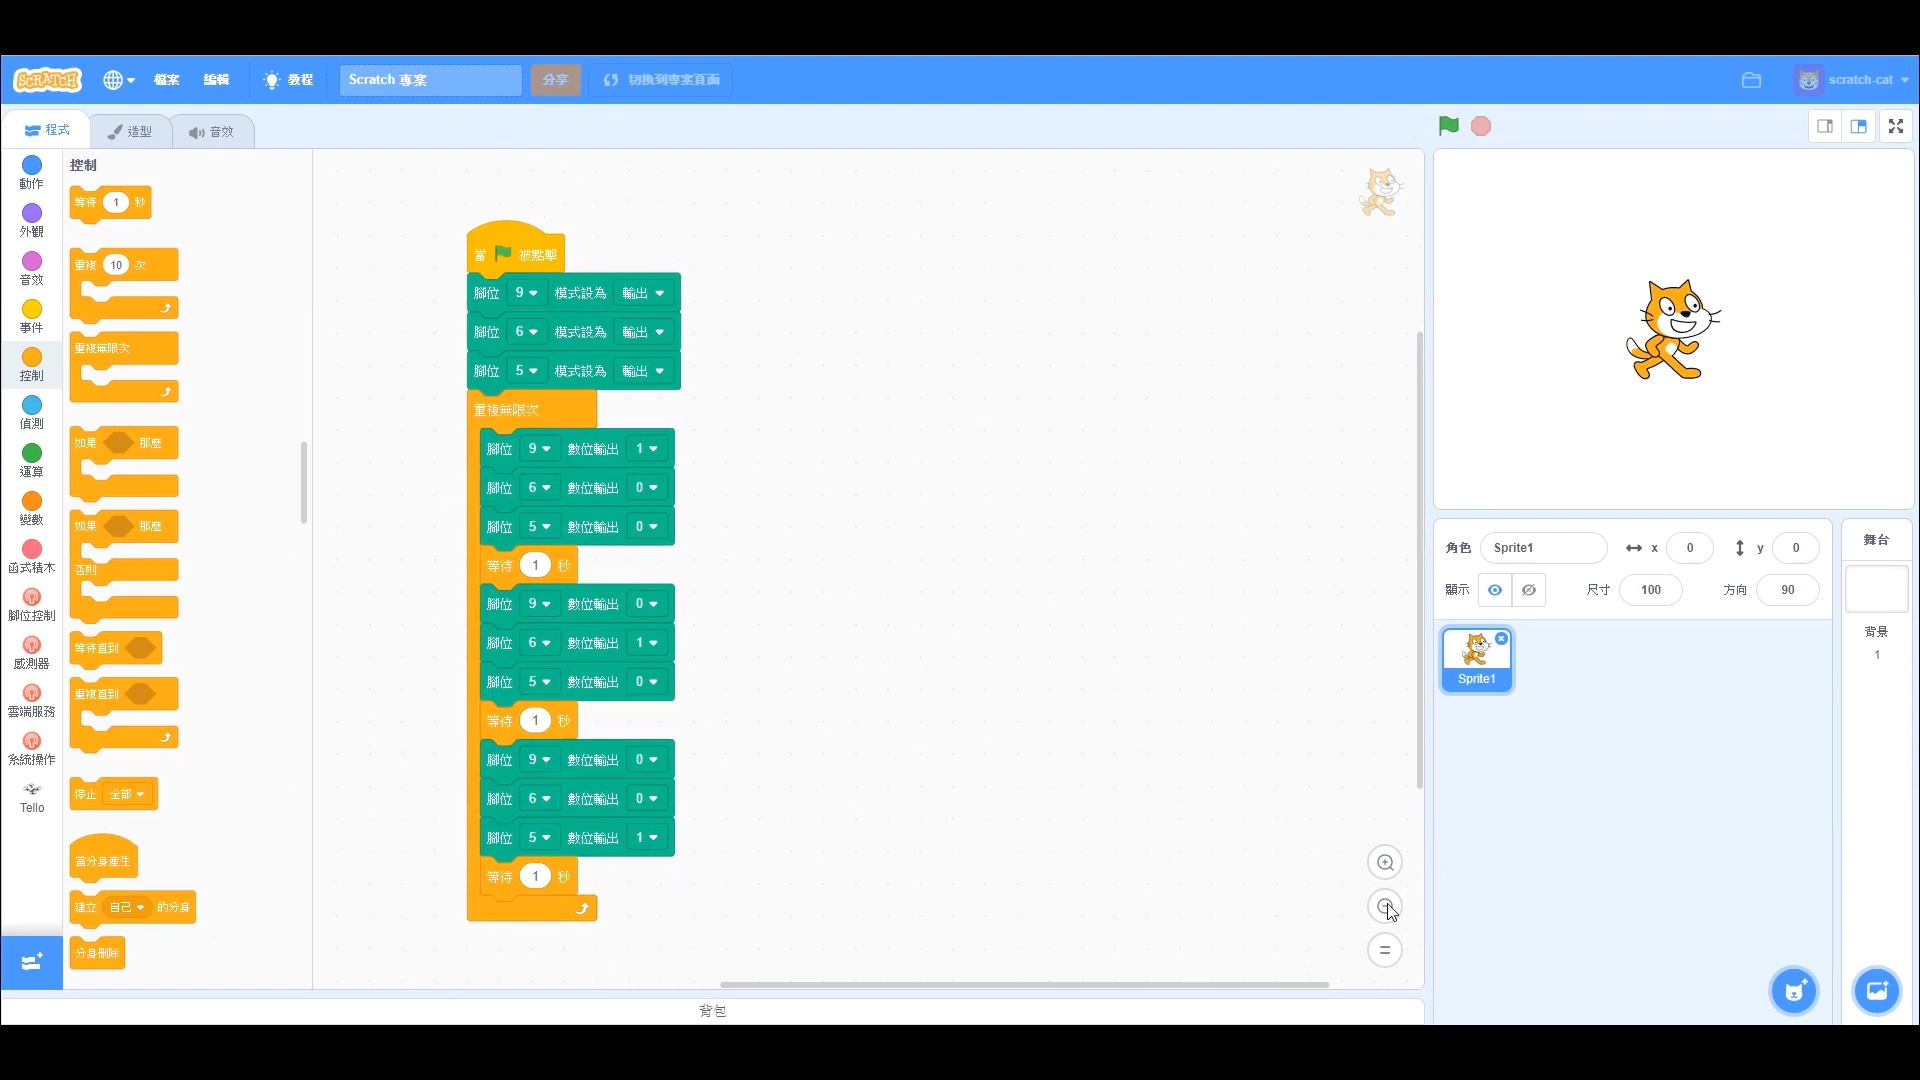 SCRATCH
檔案 編輯 教程 Scratch 專案 分享 切換到專案頁面 scratch-cat
程式 造型 音效
動作
外觀
音效
事件
控制
偵測
運算
變數
函式積木
腳位控制
感測器
雲端服務
系統操作
Tello
控制
等待 1 秒
重複 10 次
重複無限次
如果 那麼
如果 那麼
否則
等待直到
重複直到
停止 全部
當分身產生
建立 自己 的分身
分身刪除
當 被點擊
腳位 9 模式設為 輸出
腳位 6 模式設為 輸出
腳位 5 模式設為 輸出
重複無限次
腳位 9 數位輸出 1
腳位 6 數位輸出 0
腳位 5 數位輸出 0
等待 1 秒
腳位 9 數位輸出 0
腳位 6 數位輸出 1
腳位 5 數位輸出 0
等待 1 秒
腳位 9 數位輸出 0
腳位 6 數位輸出 0
腳位 5 數位輸出 1
等待 1 秒
背包
角色 Sprite1 x 0 y 0
顯示 尺寸 100 方向 90
Sprite1
舞台
背景
1